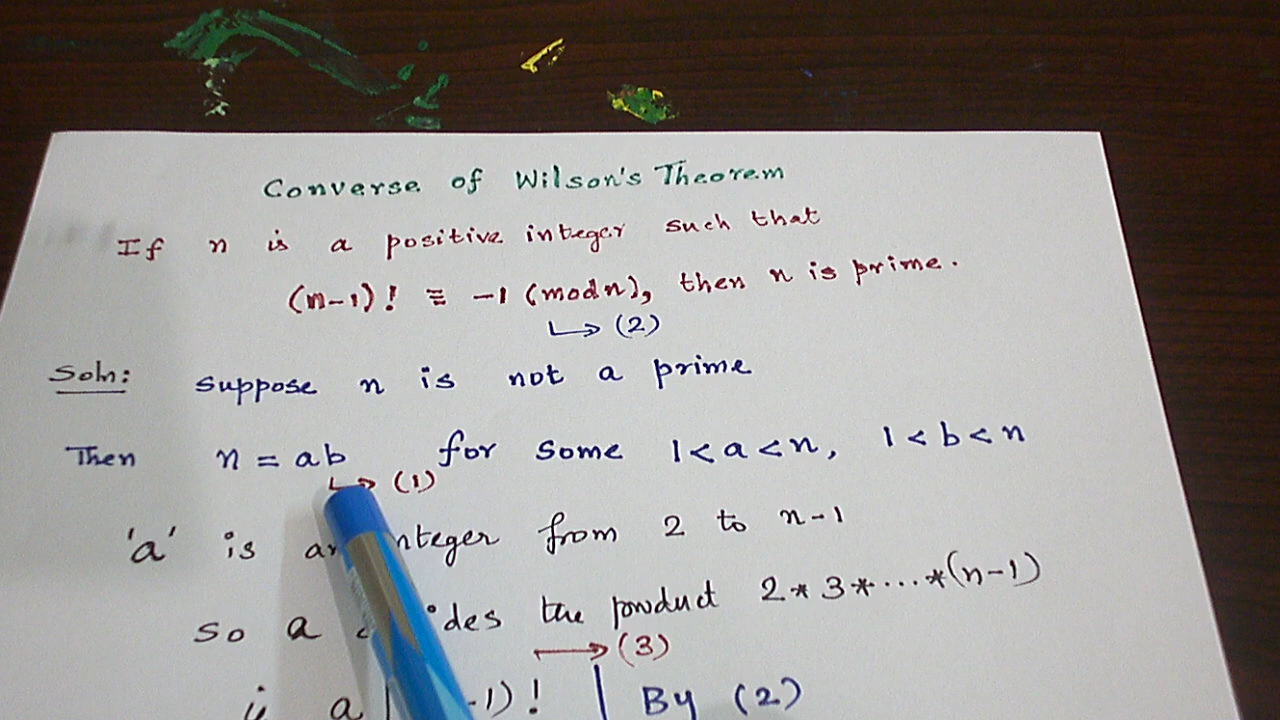 Converse of Wilson's Theorem
If n is a positive integer such that
(n-1)! ≡ -1 (mod n), then n is prime.
↳ (2)
Soln: Suppose n is not a prime
Then n = ab for some 1<a<n, 1<b<n
↳ (1)
'a' is from 2 to n-1
So a the product 2*3*...*(n-1)
→ (3)
a | -1)! | By (2)